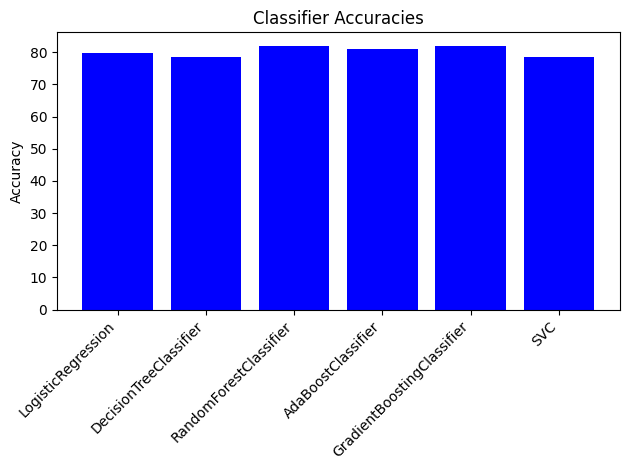 Classifier Accuracies
Accuracy
80
70
60
50
40
30
20
10
0
LogisticRegression
DecisionTreeClassifier
RandomForestClassifier
AdaBoostClassifier
GradientBoostingClassifier
SVC